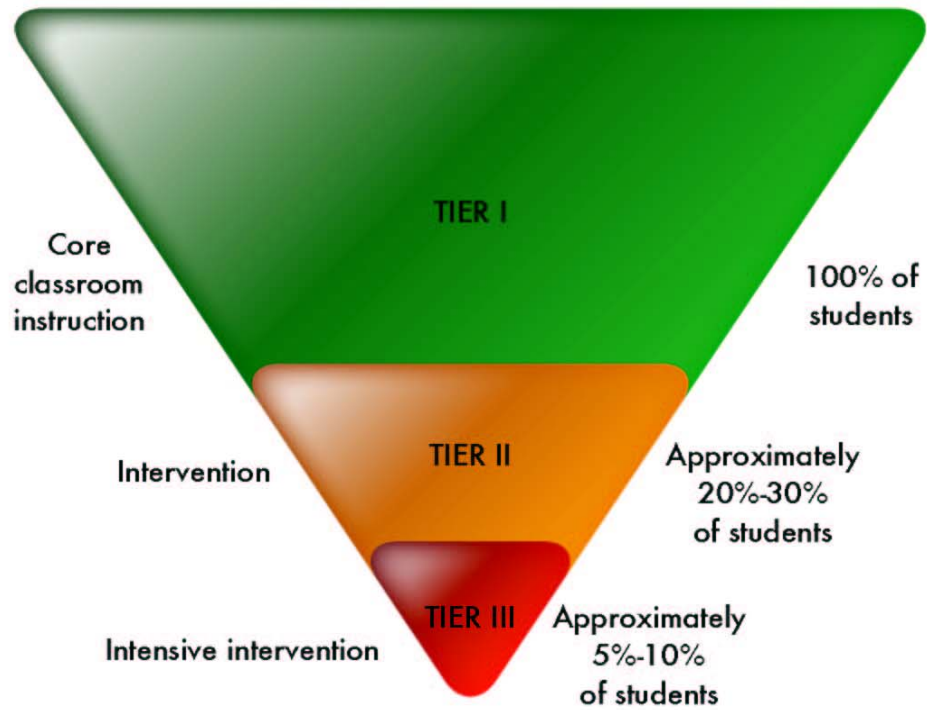 TIER I
Core
classroom
instruction
100% of
students
TIER II
Intervention
Approximately
20%-30%
of students
TIER III
Intensive intervention
Approximately
5%-10%
of students